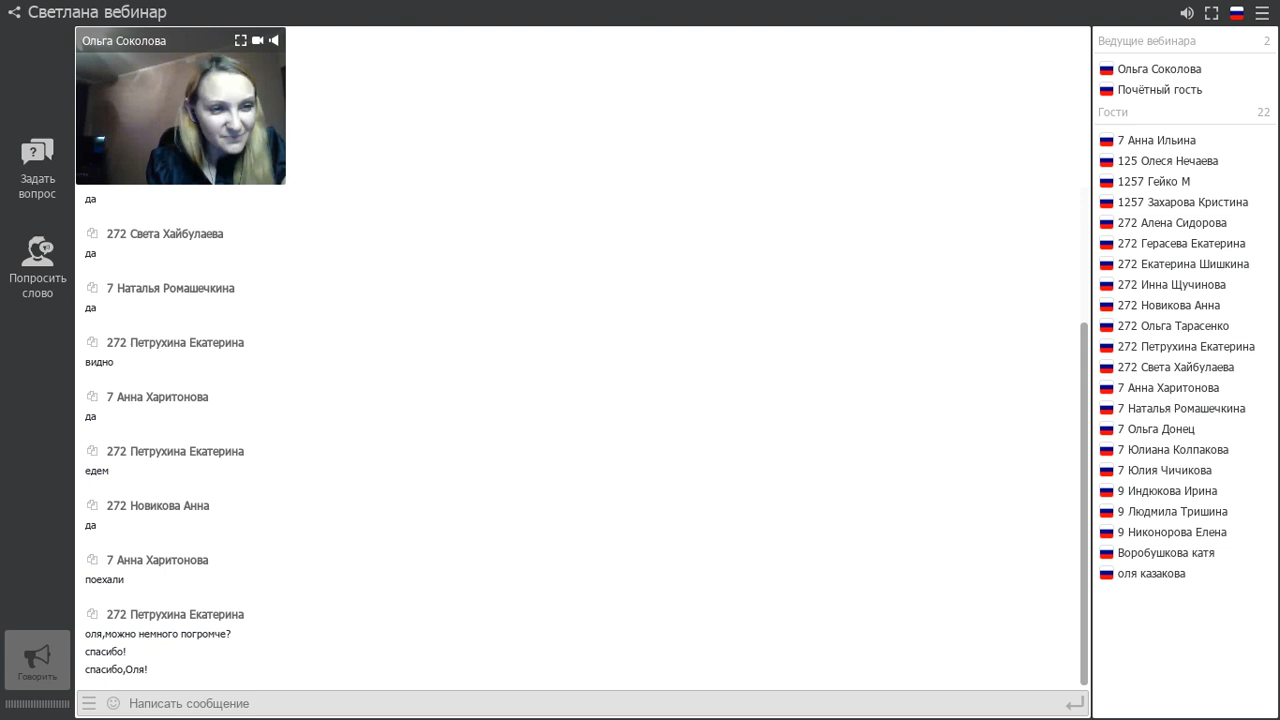 Светлана вебинар
Задать
вопрос
Попросить
слово
Говорить
Ольга Соколова
да
272 Света Хайбулаева
да
7 Наталья Ромашечкина
да
272 Петрухина Екатерина
видно
7 Анна Харитонова
да
272 Петрухина Екатерина
едем
272 Новикова Анна
да
7 Анна Харитонова
поехали
272 Петрухина Екатерина
оля,можно немного погромче?
спасибо!
спасибо,Оля!
Написать сообщение
Ведущие вебинара 2
Ольга Соколова
Почётный гость
Гости 22
7 Анна Ильина
125 Олеся Нечаева
1257 Гейко М
1257 Захарова Кристина
272 Алена Сидорова
272 Герасева Екатерина
272 Екатерина Шишкина
272 Инна Щучинова
272 Новикова Анна
272 Ольга Тарасенко
272 Петрухина Екатерина
272 Света Хайбулаева
7 Анна Харитонова
7 Наталья Ромашечкина
7 Ольга Донец
7 Юлиана Колпакова
7 Юлия Чичикова
9 Индюкова Ирина
9 Людмила Тришина
9 Никонорова Елена
Воробушкова катя
оля казакова